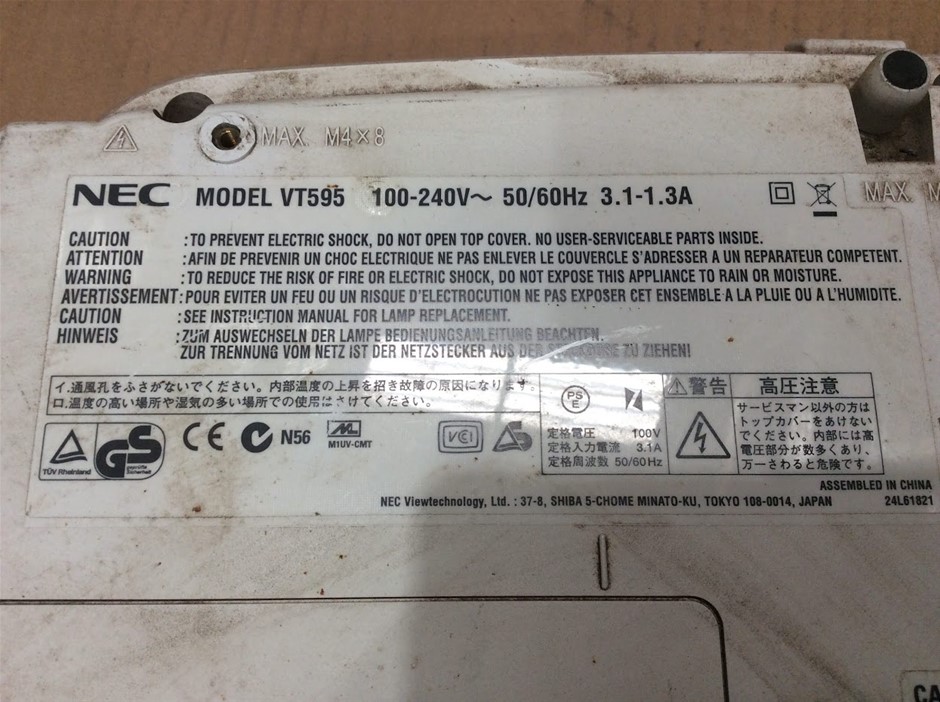 MAX. M4×8
NEC MODEL VT595 100-240V～ 50/60Hz 3.1-1.3A
MAX. M
CAUTION : TO PREVENT ELECTRIC SHOCK, DO NOT OPEN TOP COVER. NO USER-SERVICEABLE PARTS INSIDE.
ATTENTION : AFIN DE PREVENIR UN CHOC ELECTRIQUE NE PAS ENLEVER LE COUVERCLE S'ADRESSER A UN REPARATEUR COMPETENT.
WARNING : TO REDUCE THE RISK OF FIRE OR ELECTRIC SHOCK, DO NOT EXPOSE THIS APPLIANCE TO RAIN OR MOISTURE.
AVERTISSEMENT : POUR EVITER UN FEU OU UN RISQUE D'ELECTROCUTION NE PAS EXPOSER CET ENSEMBLE A LA PLUIE OU A L'HUMIDITE.
CAUTION : SEE INSTRUCTION MANUAL FOR LAMP REPLACEMENT.
HINWEIS : ZUM AUSWECHSELN DER LAMPE BEDIENUNGSANLEITUNG BEACHTEN.
ZUR TRENNUNG VOM NETZ IST DER NETZSTECKER AUS DER ZU ZIEHEN!
イ.通風孔をふさがないでください。内部温度の上昇を招き故障の原因になります。
ロ.温度の高い場所や湿気の多い場所での使用はさけてください。
TÜV Rheinland
GS
geprüfte Sicherheit
CE
N56
M1UV-CMT
VCI
S
PS
E
定格電圧 100V
定格入力電流 3.1A
定格周波数 50/60Hz
警告
高圧注意
サービスマン以外の方は
トップカバーをあけない
でください。内部には高
電圧部分が数多くあり、
万一さわると危険です。
ASSEMBLED IN CHINA
NEC Viewtechnology, Ltd. : 37-8, SHIBA 5-CHOME MINATO-KU, TOKYO 108-0014, JAPAN
24L61821
CA